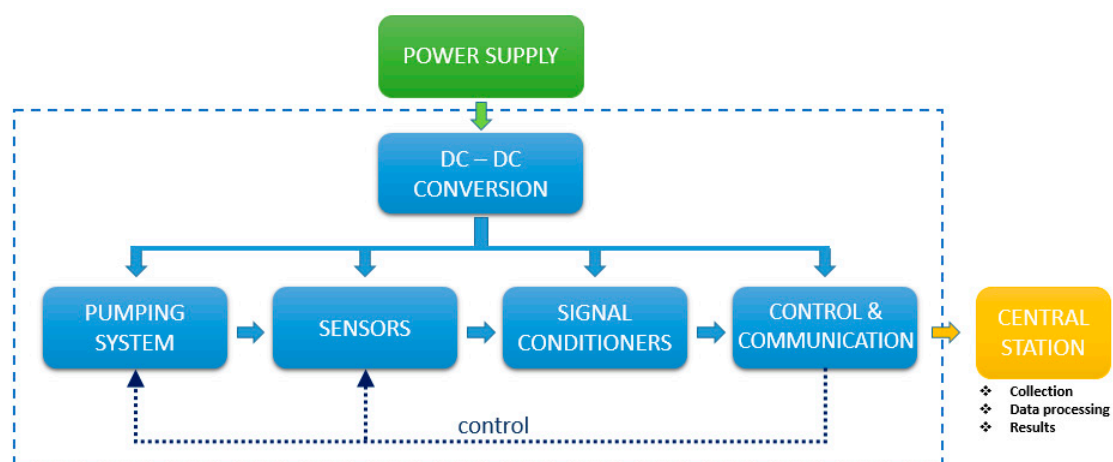 POWER SUPPLY
DC – DC
CONVERSION
PUMPING
SYSTEM
SENSORS
SIGNAL
CONDITIONERS
CONTROL &
COMMUNICATION
CENTRAL
STATION
❖ Collection
❖ Data processing
❖ Results
control